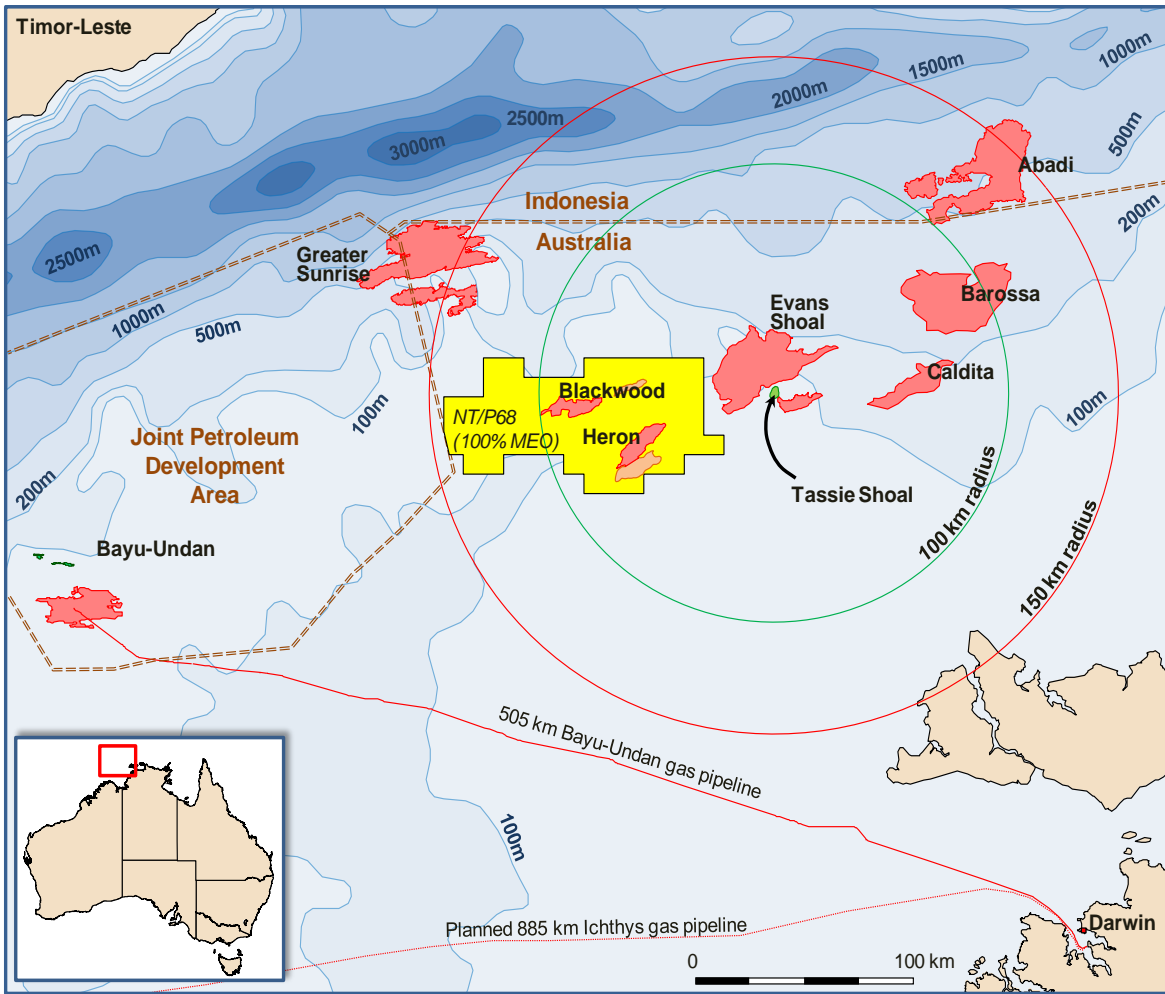 Timor-Leste
1000m
1500m
2000m
2500m
3000m
500m
Abadi
200m
Indonesia
Australia
2500m
Greater
Sunrise
1000m
500m
Barossa
Evans
Shoal
Caldita
100m
Blackwood
NT/P68
(100% MEO)
Heron
100m
Joint Petroleum
Development
Area
200m
Tassie Shoal
100 km radius
150 km radius
Bayu-Undan
505 km Bayu-Undan gas pipeline
100m
Planned 885 km Ichthys gas pipeline
Darwin
0 100 km